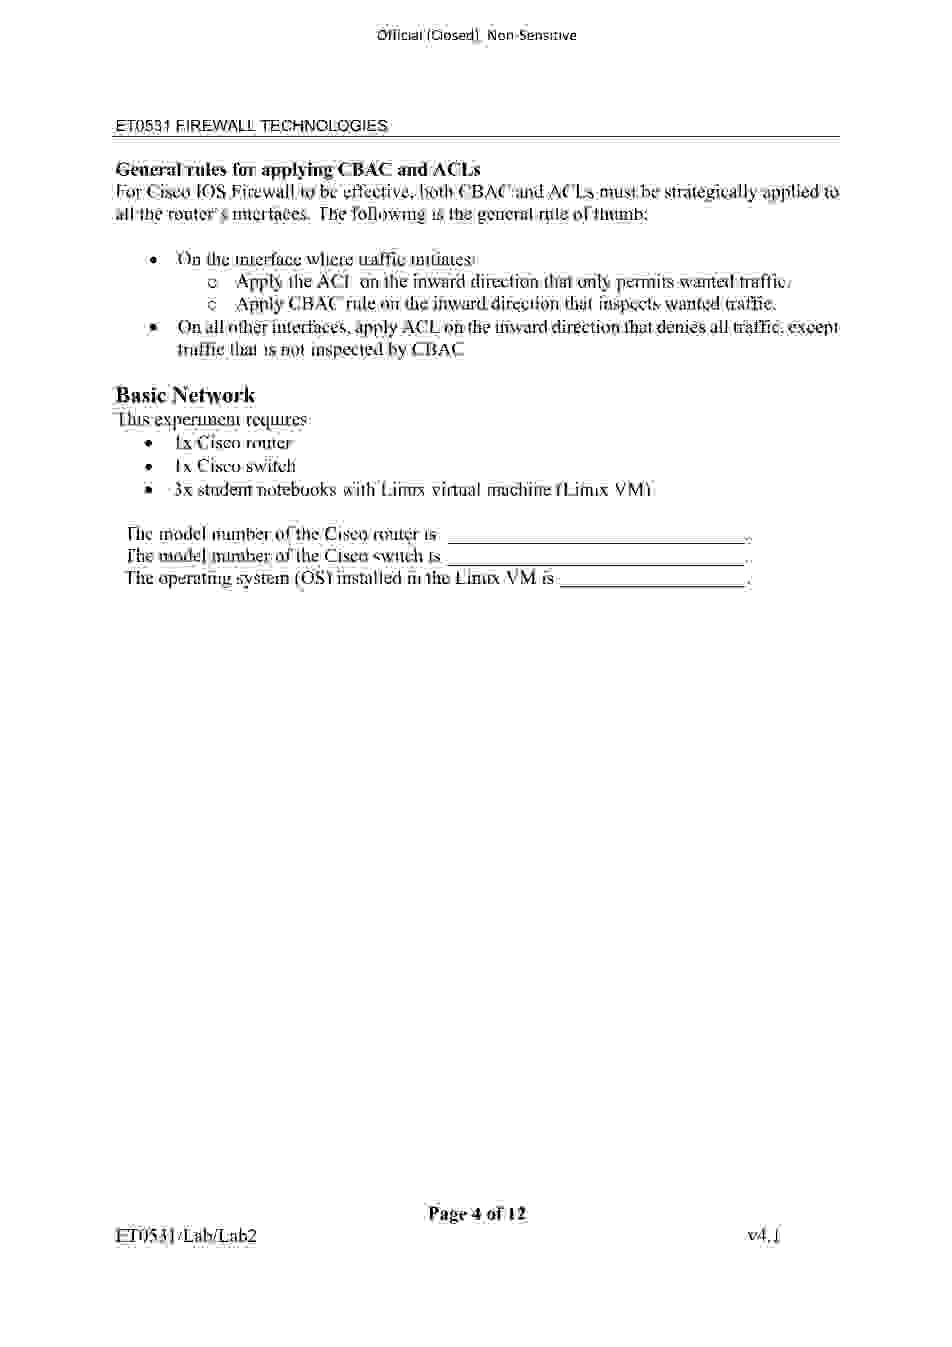 Official (Closed), Non-Sensitive
ET0531 FIREWALL TECHNOLOGIES
General rules for applying CBAC and ACLs
For Cisco IOS Firewall to be effective, both CBAC and ACLs must be strategically applied to
all the router's interfaces. The following is the general rule of thumb:
• On the interface where traffic initiates:
o Apply the ACL on the inward direction that only permits wanted traffic.
o Apply CBAC rule on the inward direction that inspects wanted traffic.
• On all other interfaces, apply ACL on the inward direction that denies all traffic, except
traffic that is not inspected by CBAC
Basic Network
This experiment requires
• 1x Cisco router
• 1x Cisco switch
• 3x student notebooks with Linux virtual machine (Linux VM)
The model number of the Cisco router is ______________________________.
The model number of the Cisco switch is ______________________________.
The operating system (OS) installed in the Linux VM is ___________________.
Page 4 of 12
ET0531/Lab/Lab2 v4.1